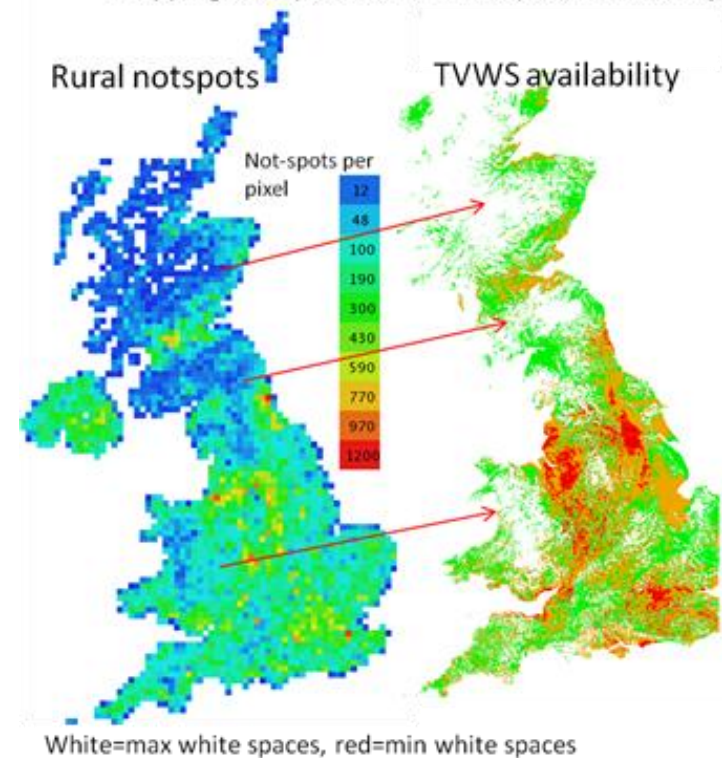 Rural notspots
TVWS availability
Not-spots per
pixel
12
48
100
190
300
430
590
770
970
1200
White=max white spaces, red=min white spaces